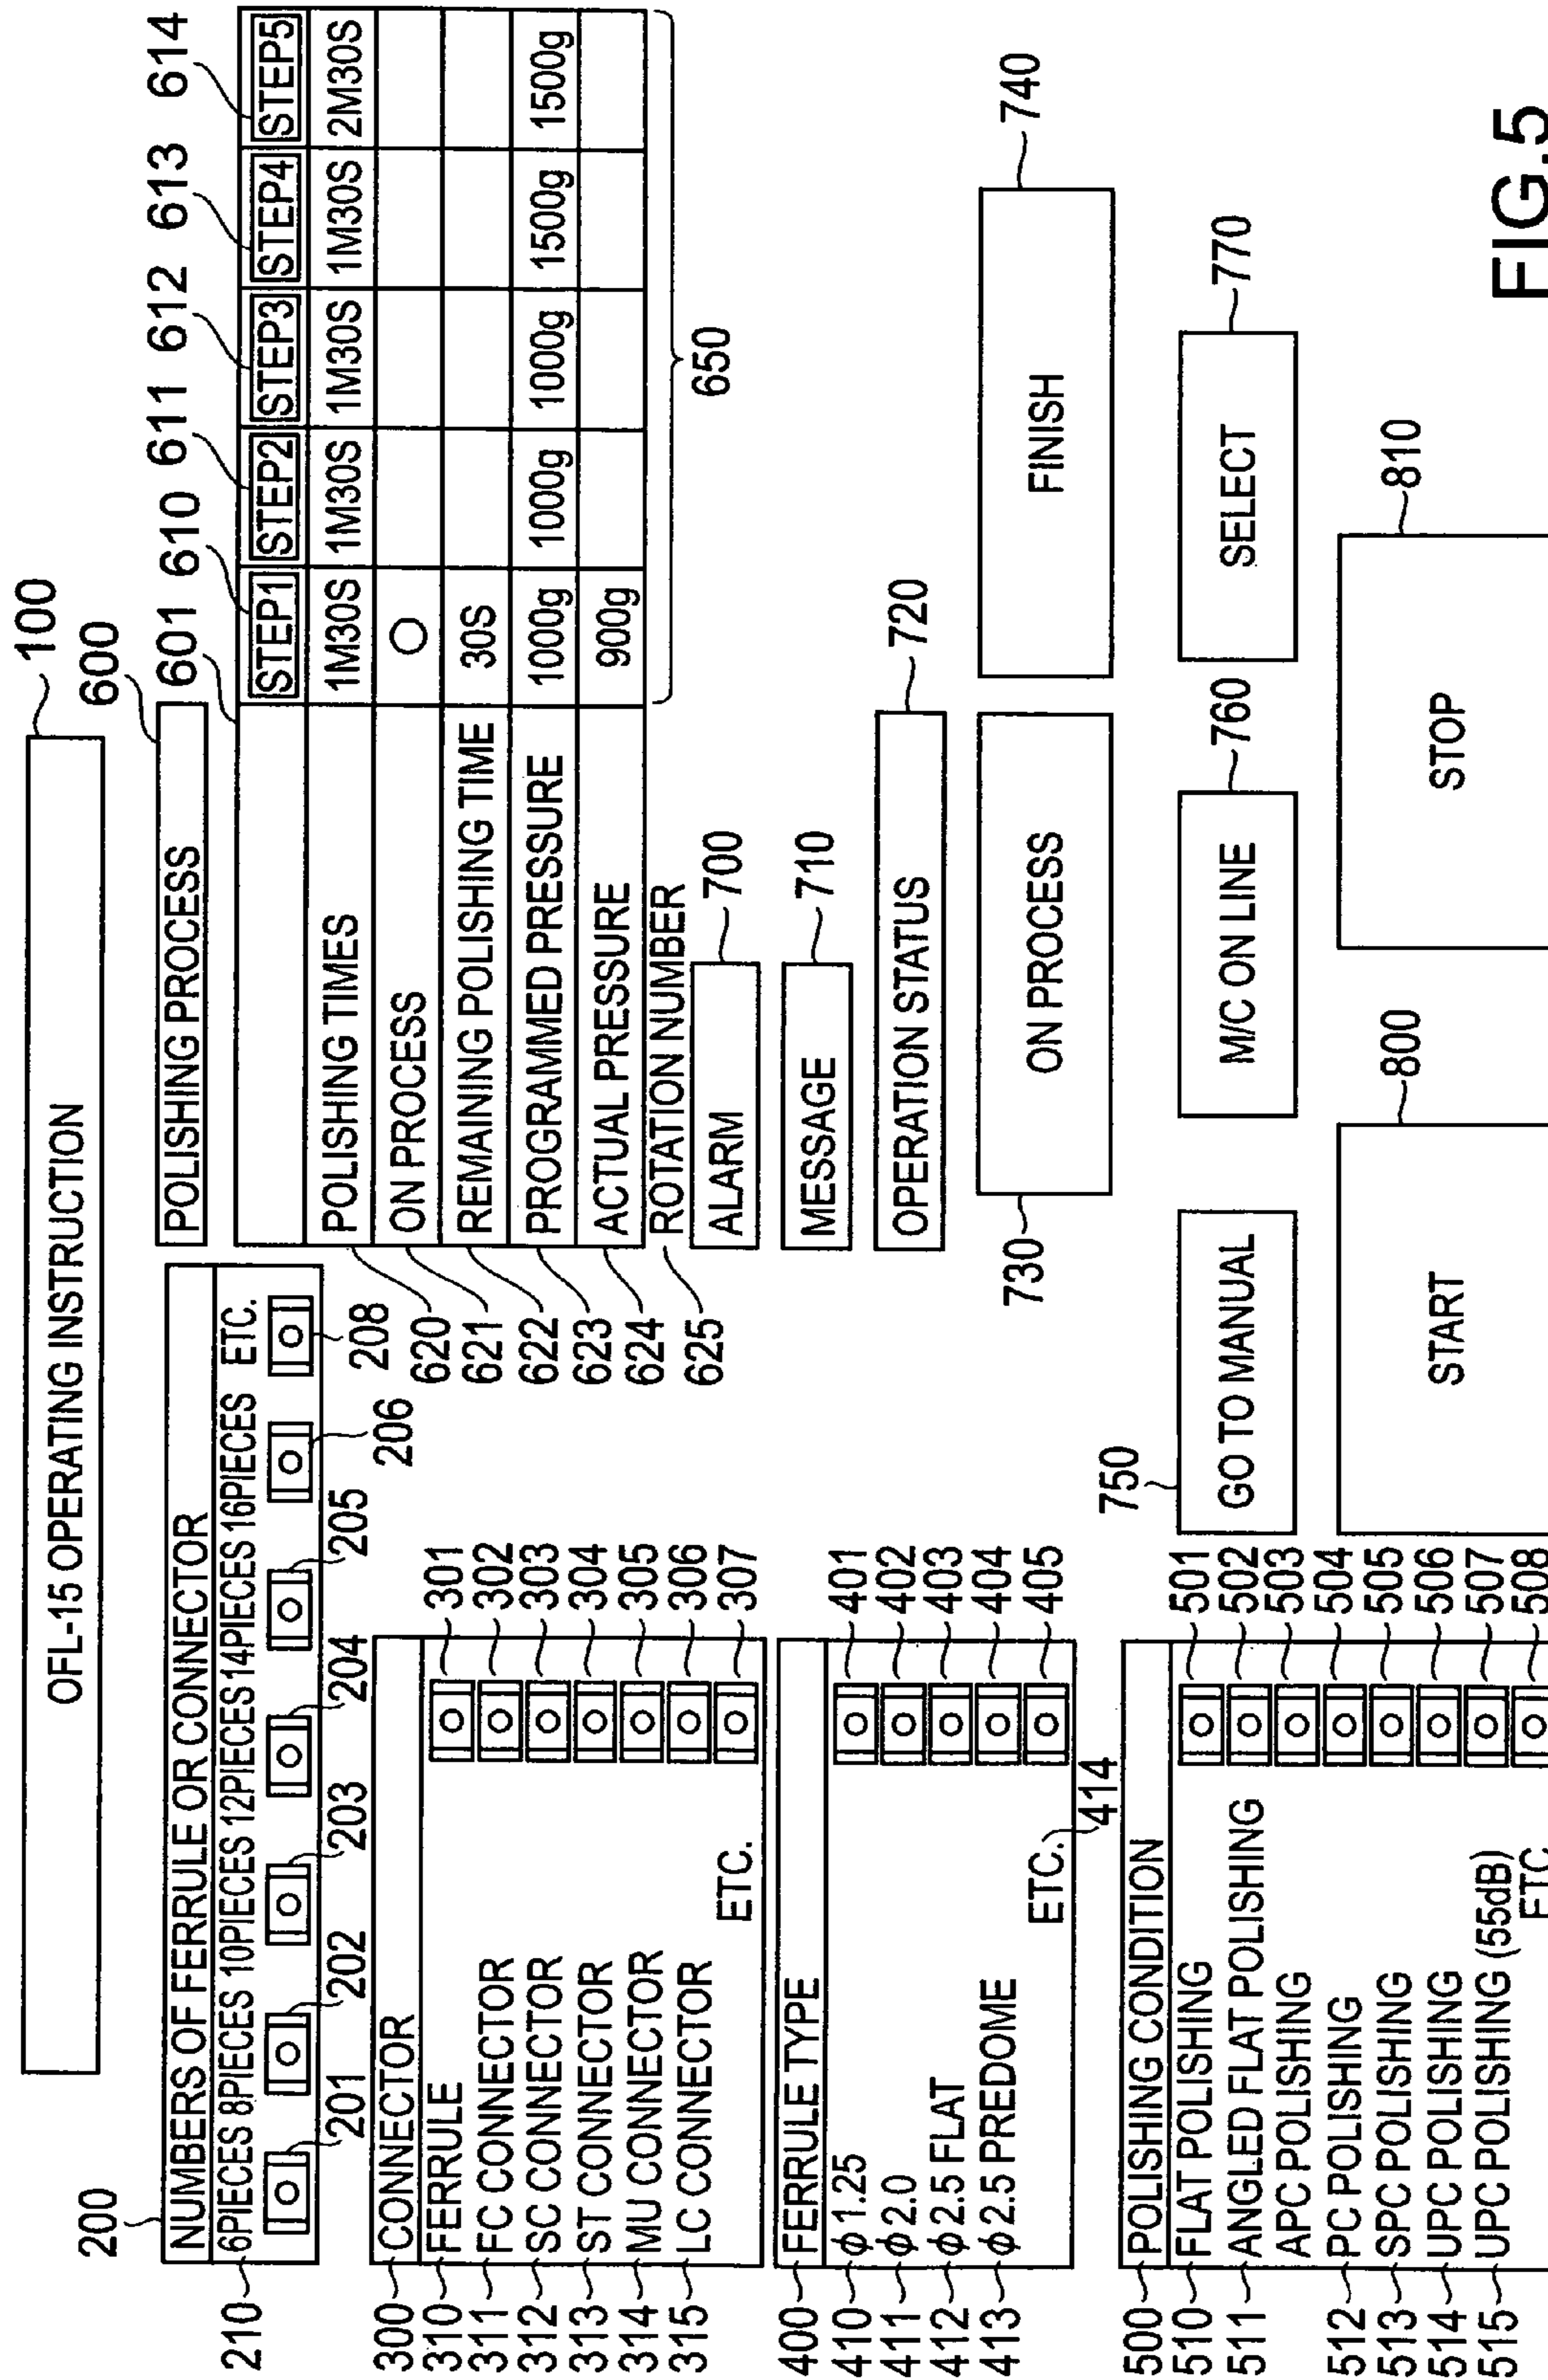 100
OFL-15 OPERATING INSTRUCTION
200
NUMBERS OF FERRULE OR CONNECTOR
210
6PIECES 8PIECES 10PIECES 12PIECES 14PIECES 16PIECES ETC.
201 202 203 204 205 206 208
300 CONNECTOR
310 FERRULE 301
311 FC CONNECTOR 302
312 SC CONNECTOR 303
313 ST CONNECTOR 304
314 MU CONNECTOR 305
315 LC CONNECTOR 306
ETC. 307
400 FERRULE TYPE
410 φ1.25 401
411 φ2.0 402
412 φ2.5 FLAT 403
413 φ2.5 PREDOME 404
ETC. 405
414
500 POLISHING CONDITION
510 FLAT POLISHING 501
511 ANGLED FLAT POLISHING 502
APC POLISHING 503
512 PC POLISHING 504
513 SPC POLISHING 505
514 UPC POLISHING 506
515 UPC POLISHING (55dB) 507
ETC 508
600
POLISHING PROCESS
601 610 611 612 613 614
STEP1 STEP2 STEP3 STEP4 STEP5
620 POLISHING TIMES 1M30S 1M30S 1M30S 1M30S 2M30S
621 ON PROCESS ○
622 REMAINING POLISHING TIME 30S
623 PROGRAMMED PRESSURE 1000g 1000g 1000g 1500g 1500g
624 ACTUAL PRESSURE 900g
625 ROTATION NUMBER
650
ALARM 700
MESSAGE 710
OPERATION STATUS 720
730 ON PROCESS
FINISH 740
750 GO TO MANUAL
M/C ON LINE 760
SELECT 770
START 800
STOP 810
FIG.5